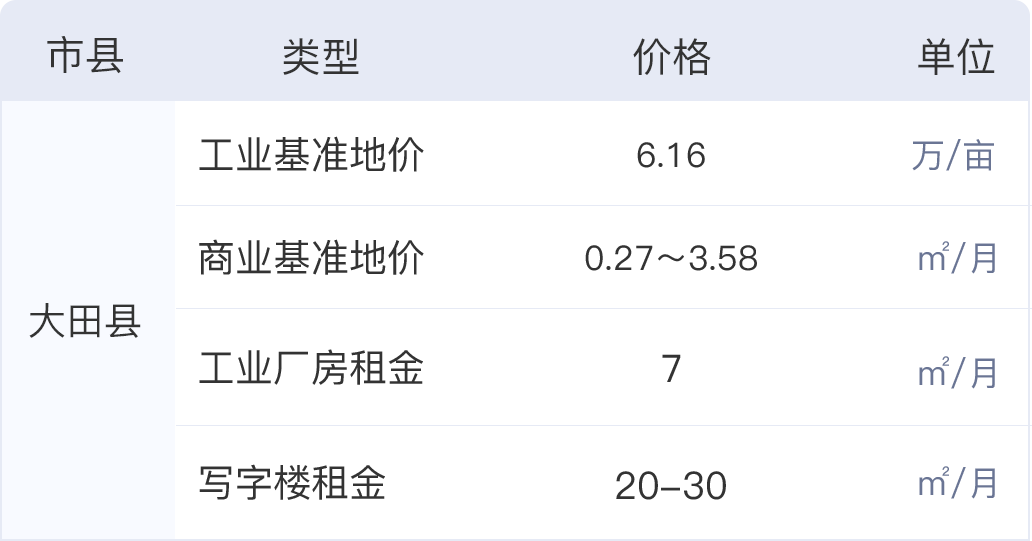 市县 类型 价格 单位
工业基准地价 6.16 万/亩
商业基准地价 0.27～3.58 ㎡/月
大田县
工业厂房租金 7 ㎡/月
写字楼租金 20–30 ㎡/月